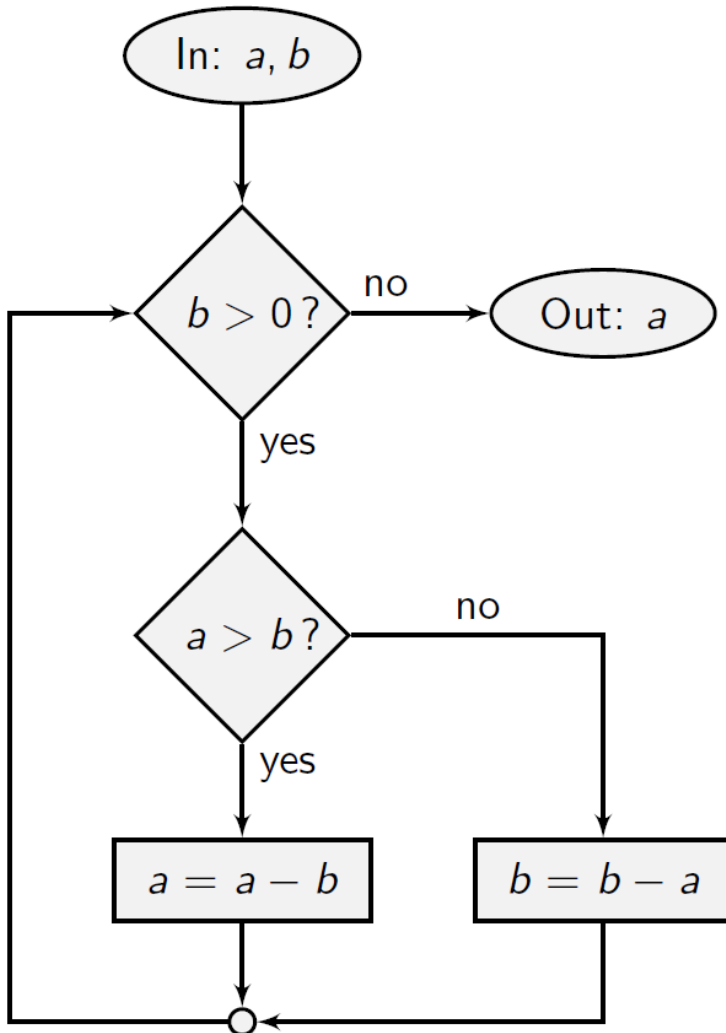 In: a, b
b > 0?
no
Out: a
yes
a > b?
no
yes
a = a − b
b = b − a